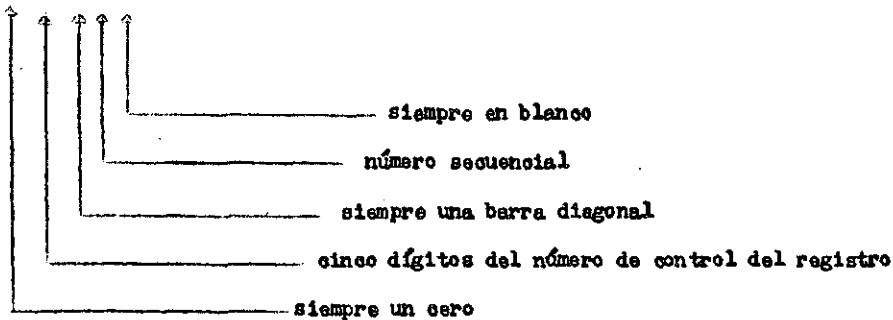 siempre en blanco
número secuencial
siempre una barra diagonal
cinco dígitos del número de control del registro
siempre un cero